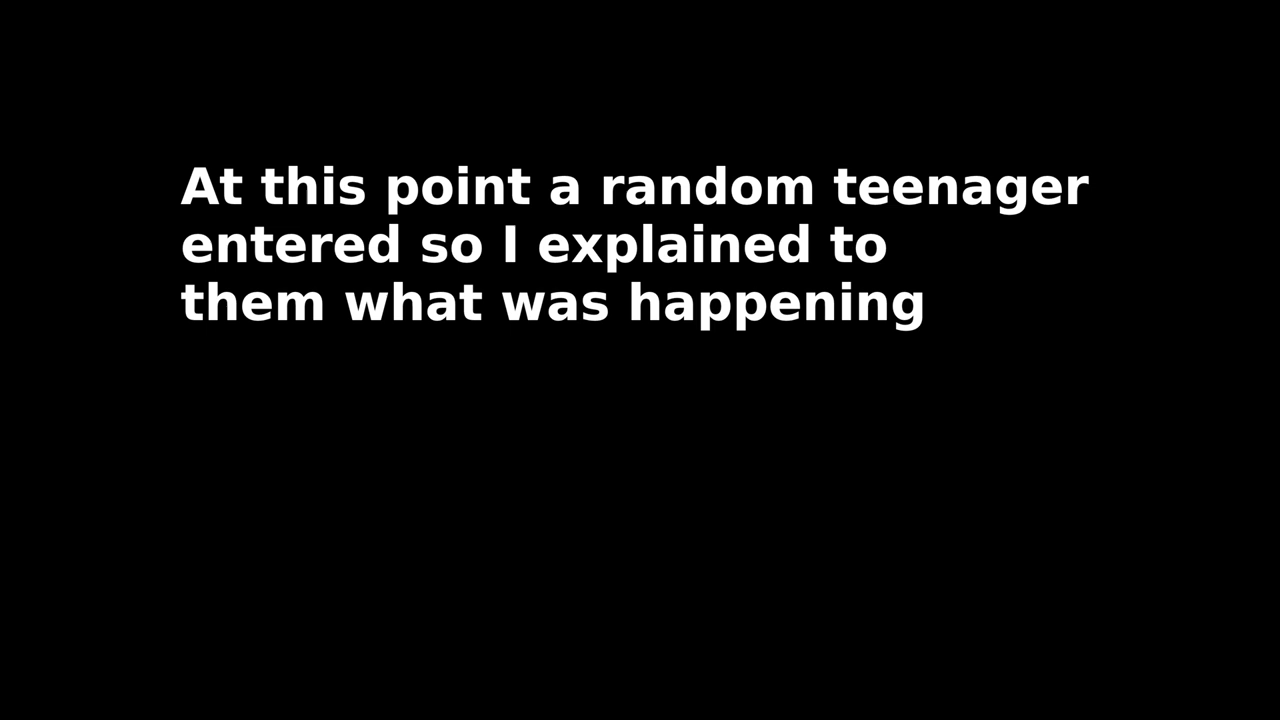 At this point a random teenager
entered so I explained to
them what was happening